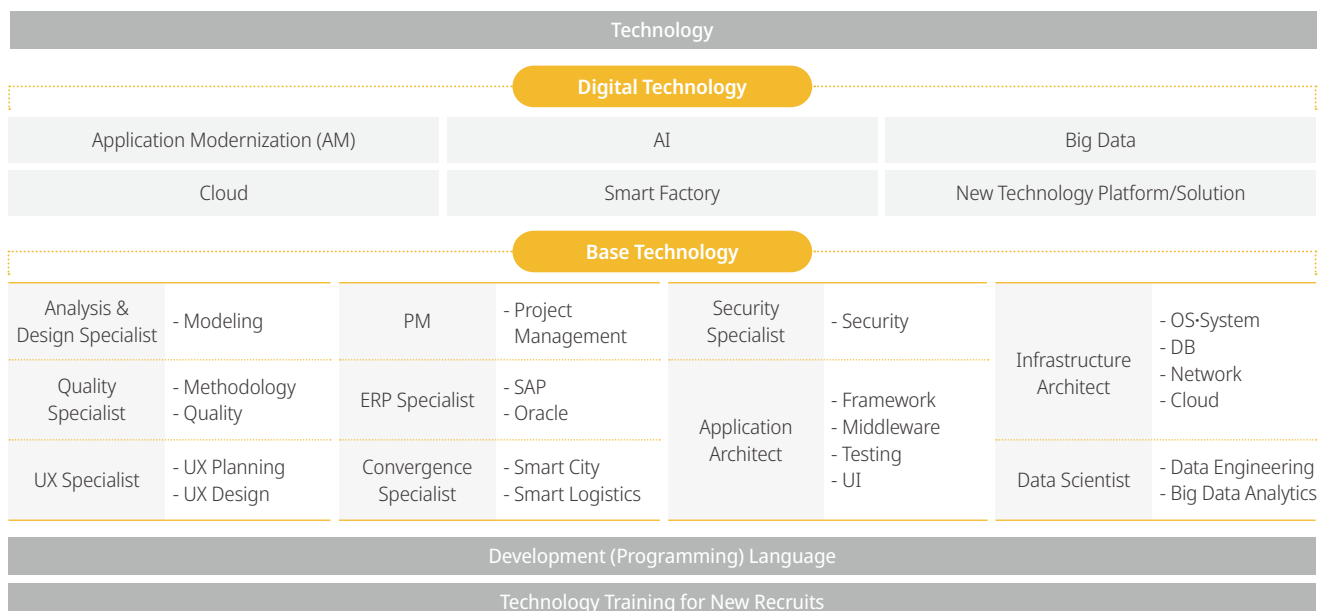 Technology
Digital Technology
Application Modernization (AM)
AI
Big Data
Cloud
Smart Factory
New Technology Platform/Solution
Base Technology
Analysis &
Design Specialist
- Modeling
Quality
Specialist
- Methodology
- Quality
UX Specialist
- UX Planning
- UX Design
PM
- Project
Management
ERP Specialist
- SAP
- Oracle
Convergence
Specialist
- Smart City
- Smart Logistics
Security
Specialist
- Security
Application
Architect
- Framework
- Middleware
- Testing
- UI
Infrastructure
Architect
- OS·System
- DB
- Network
- Cloud
Data Scientist
- Data Engineering
- Big Data Analytics
Development (Programming) Language
Technology Training for New Recruits